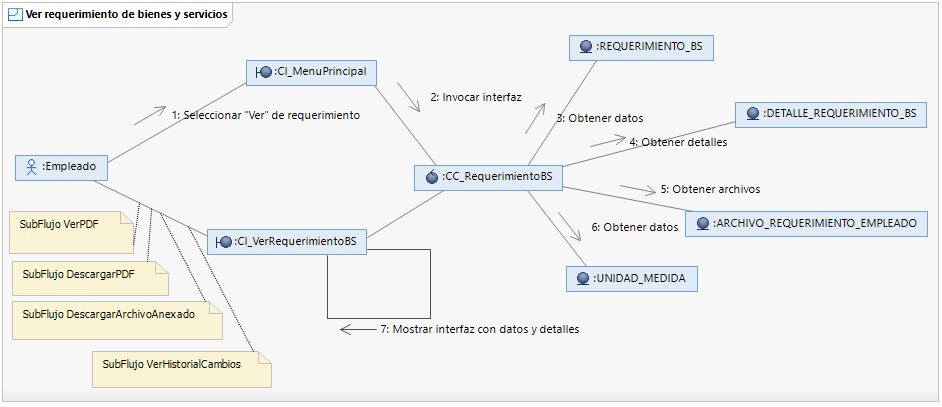 Ver requerimiento de bienes y servicios
:REQUERIMIENTO_BS
:CI_MenuPrincipal
2: Invocar interfaz
1: Seleccionar "Ver" de requerimiento
3: Obtener datos
:DETALLE_REQUERIMIENTO_BS
4: Obtener detalles
:Empleado
:CC_RequerimientoBS
5: Obtener archivos
SubFlujo VerPDF
:CI_VerRequerimientoBS
6: Obtener datos
:ARCHIVO_REQUERIMIENTO_EMPLEADO
SubFlujo DescargarPDF
:UNIDAD_MEDIDA
SubFlujo DescargarArchivoAnexado
7: Mostrar interfaz con datos y detalles
SubFlujo VerHistorialCambios